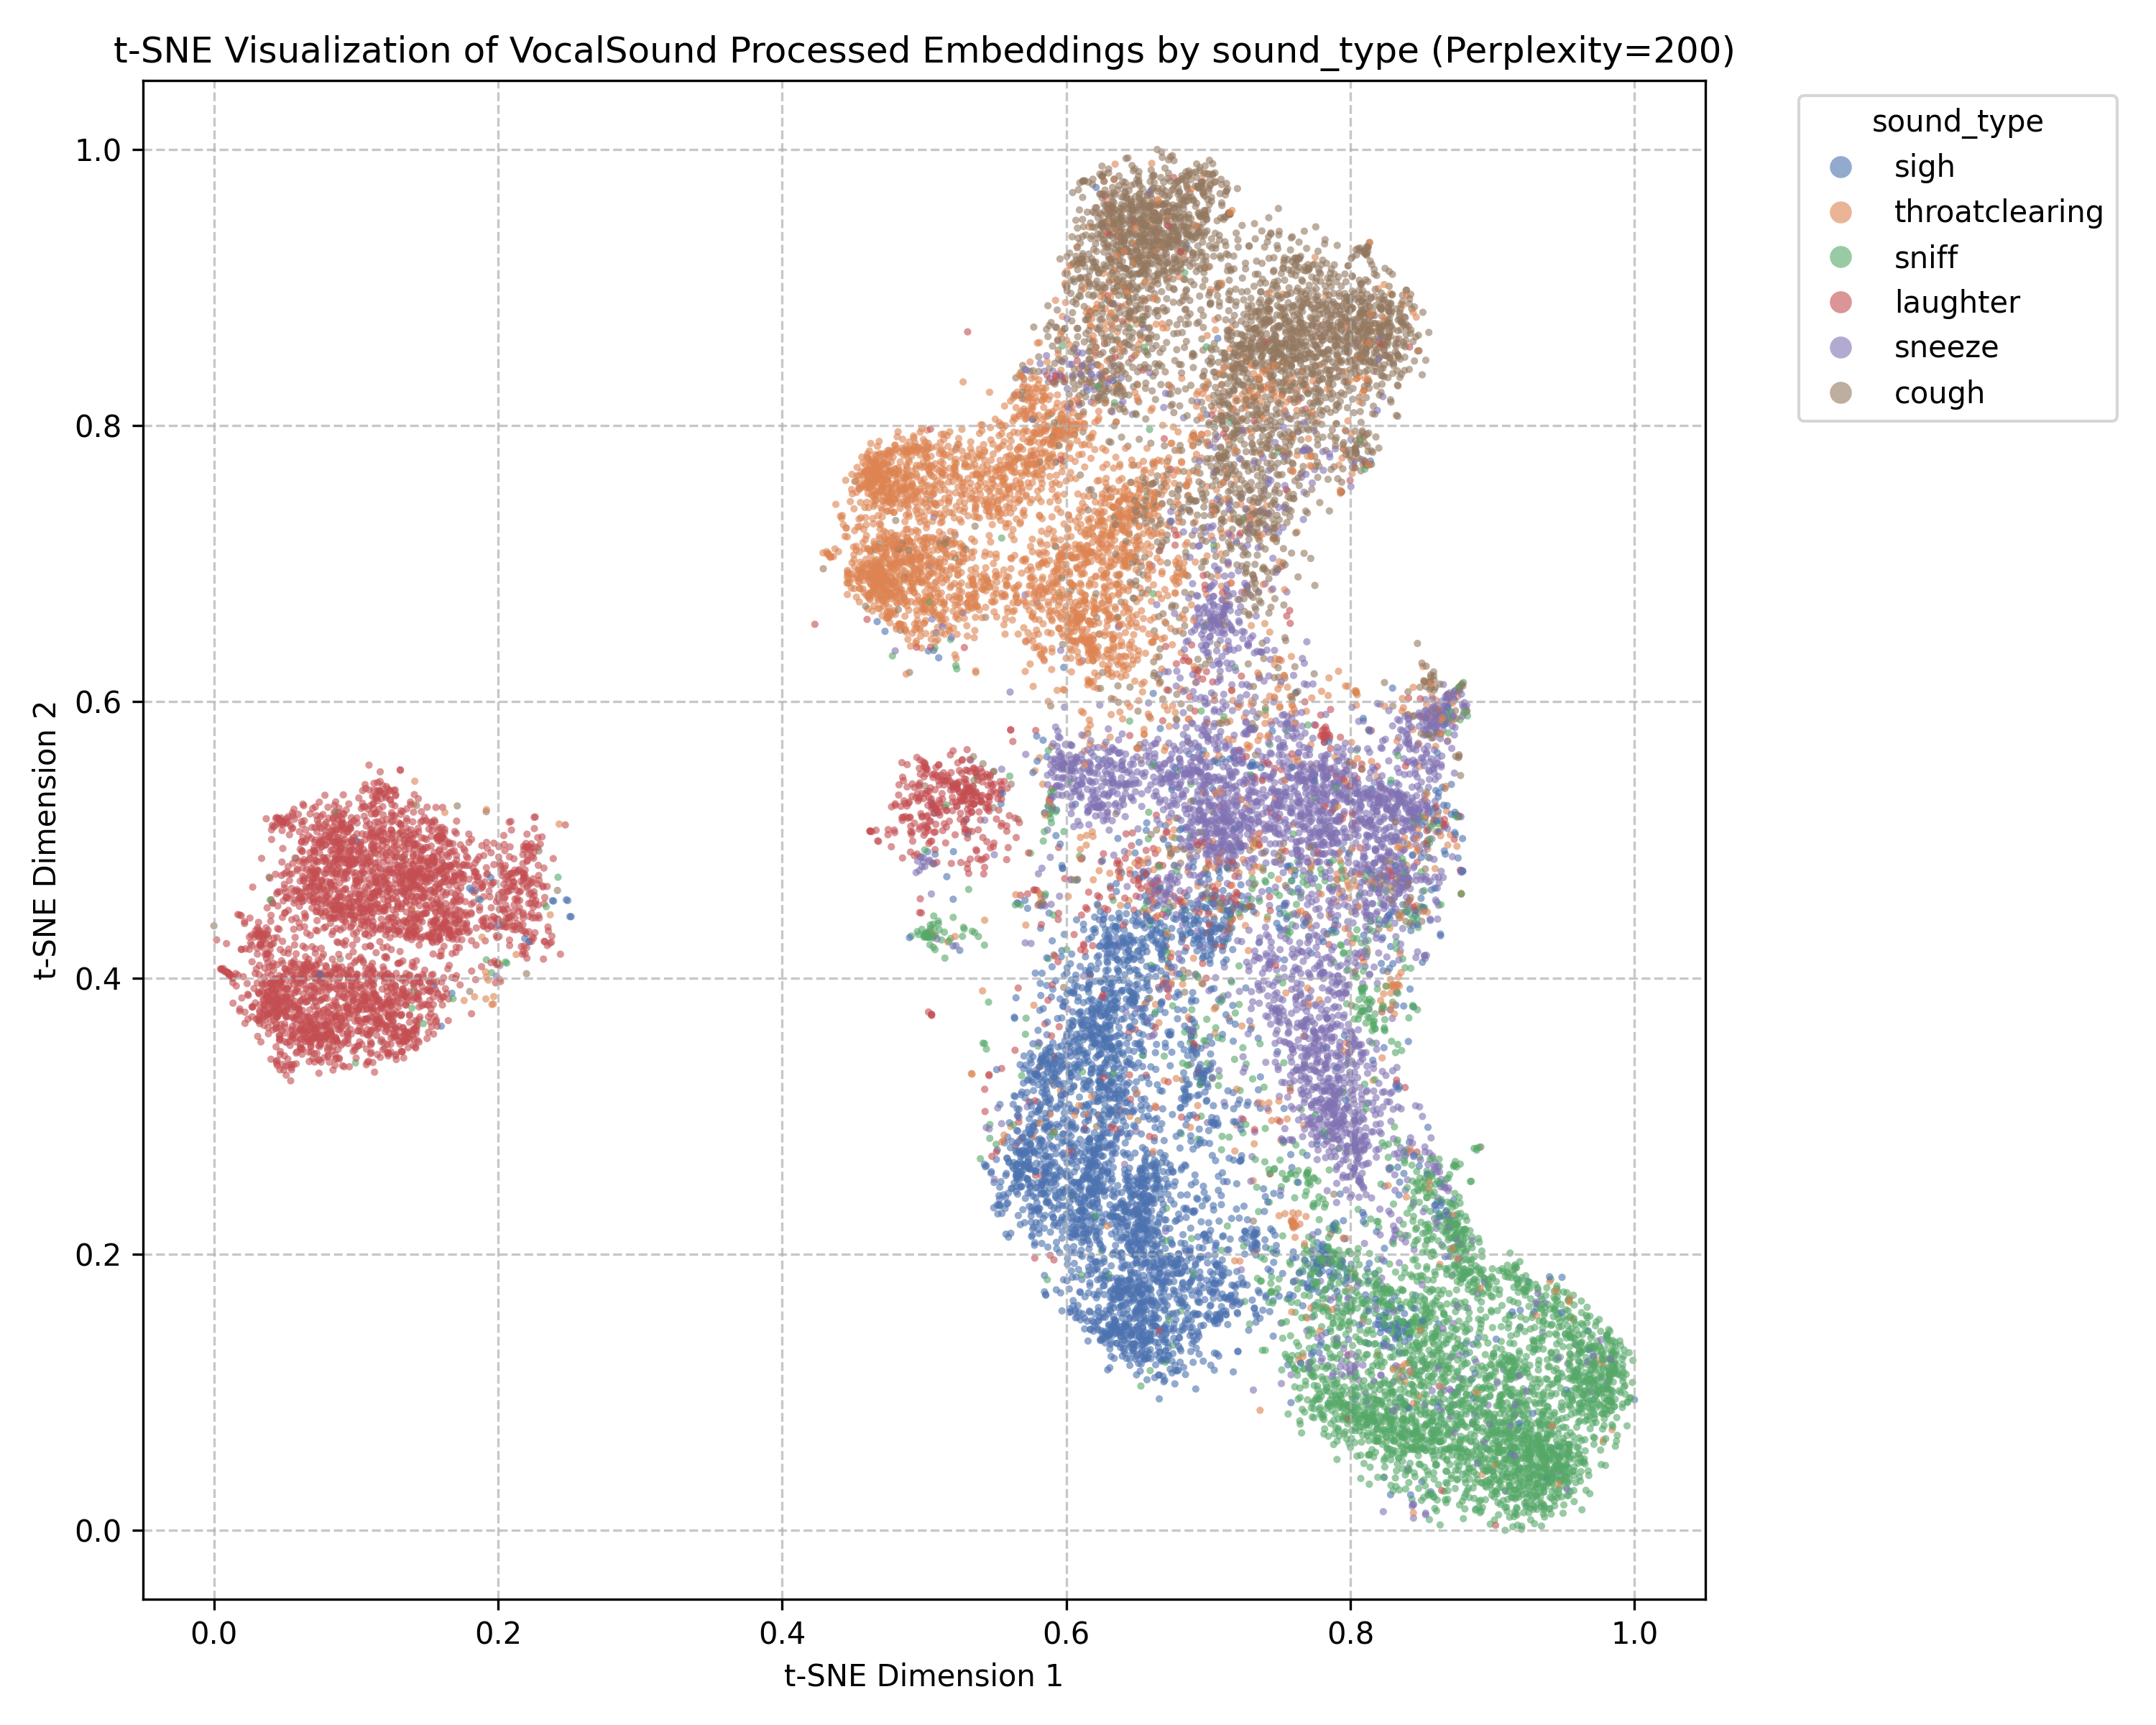 t-SNE Visualization of VocalSound Processed Embeddings by sound_type (Perplexity=200)
sound_type
sigh
throatclearing
sniff
laughter
sneeze
cough
t-SNE Dimension 2
1.0
0.8
0.6
0.4
0.2
0.0
0.0 0.2 0.4 0.6 0.8 1.0
t-SNE Dimension 1